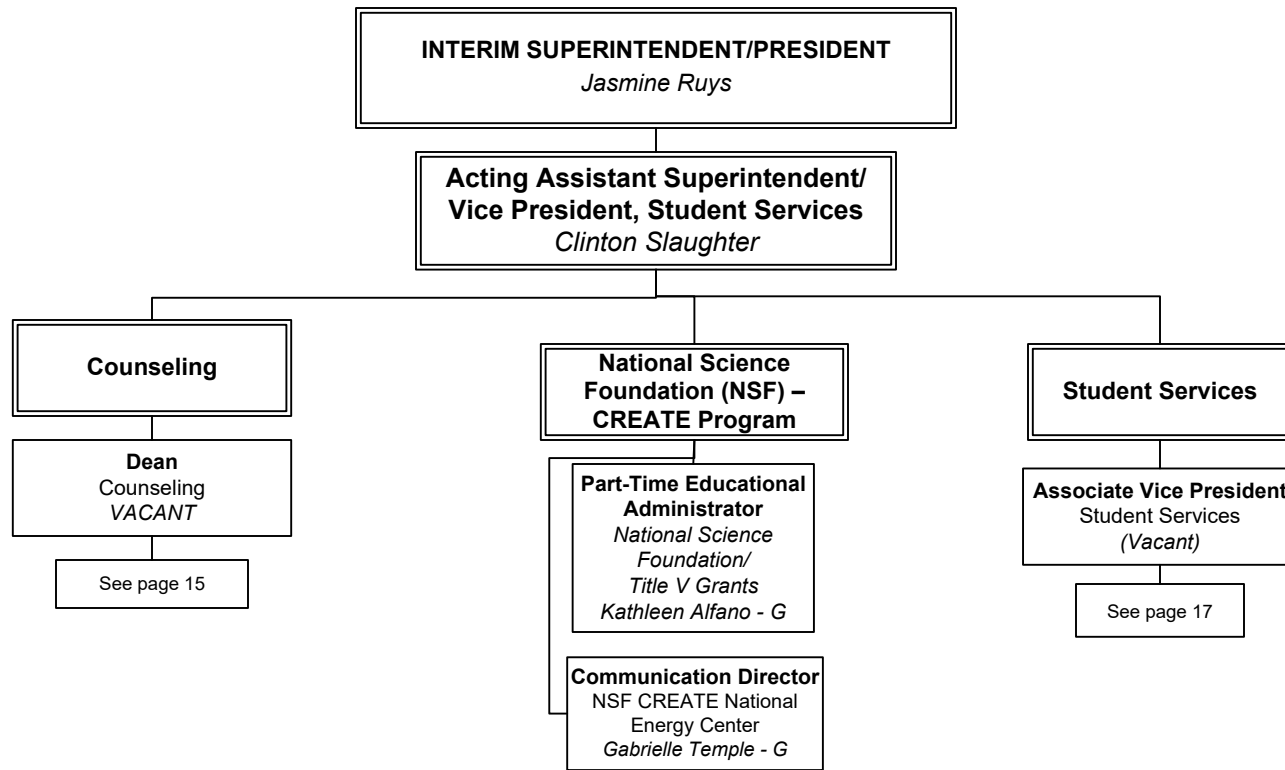 INTERIM SUPERINTENDENT/PRESIDENT
Jasmine Ruys
Acting Assistant Superintendent/
Vice President, Student Services
Clinton Slaughter
Counseling
Dean
Counseling
VACANT
See page 15
National Science
Foundation (NSF) –
CREATE Program
Part-Time Educational
Administrator
National Science
Foundation/
Title V Grants
Kathleen Alfano - G
Communication Director
NSF CREATE National
Energy Center
Gabrielle Temple - G
Student Services
Associate Vice President
Student Services
(Vacant)
See page 17